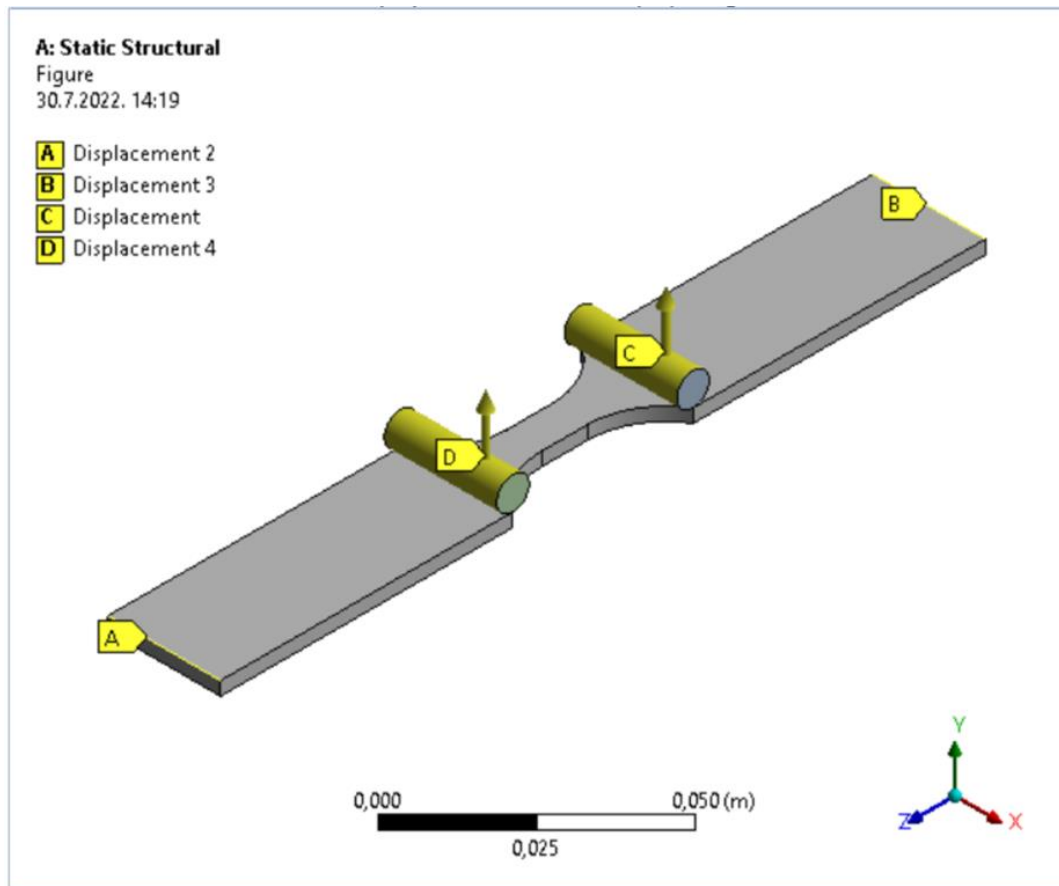 A: Static Structural
Figure
30.7.2022. 14:19
A Displacement 2
B Displacement 3
C Displacement
D Displacement 4
B
C
D
A
0,000 0,050 (m)
0,025
Y
Z X